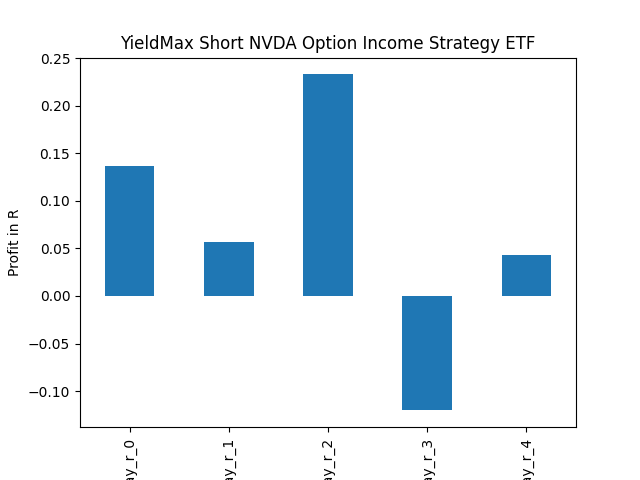 YieldMax Short NVDA Option Income Strategy ETF
Profit in R
0.25
0.20
0.15
0.10
0.05
0.00
−0.05
−0.10
ay_r_0
ay_r_1
ay_r_2
ay_r_3
ay_r_4